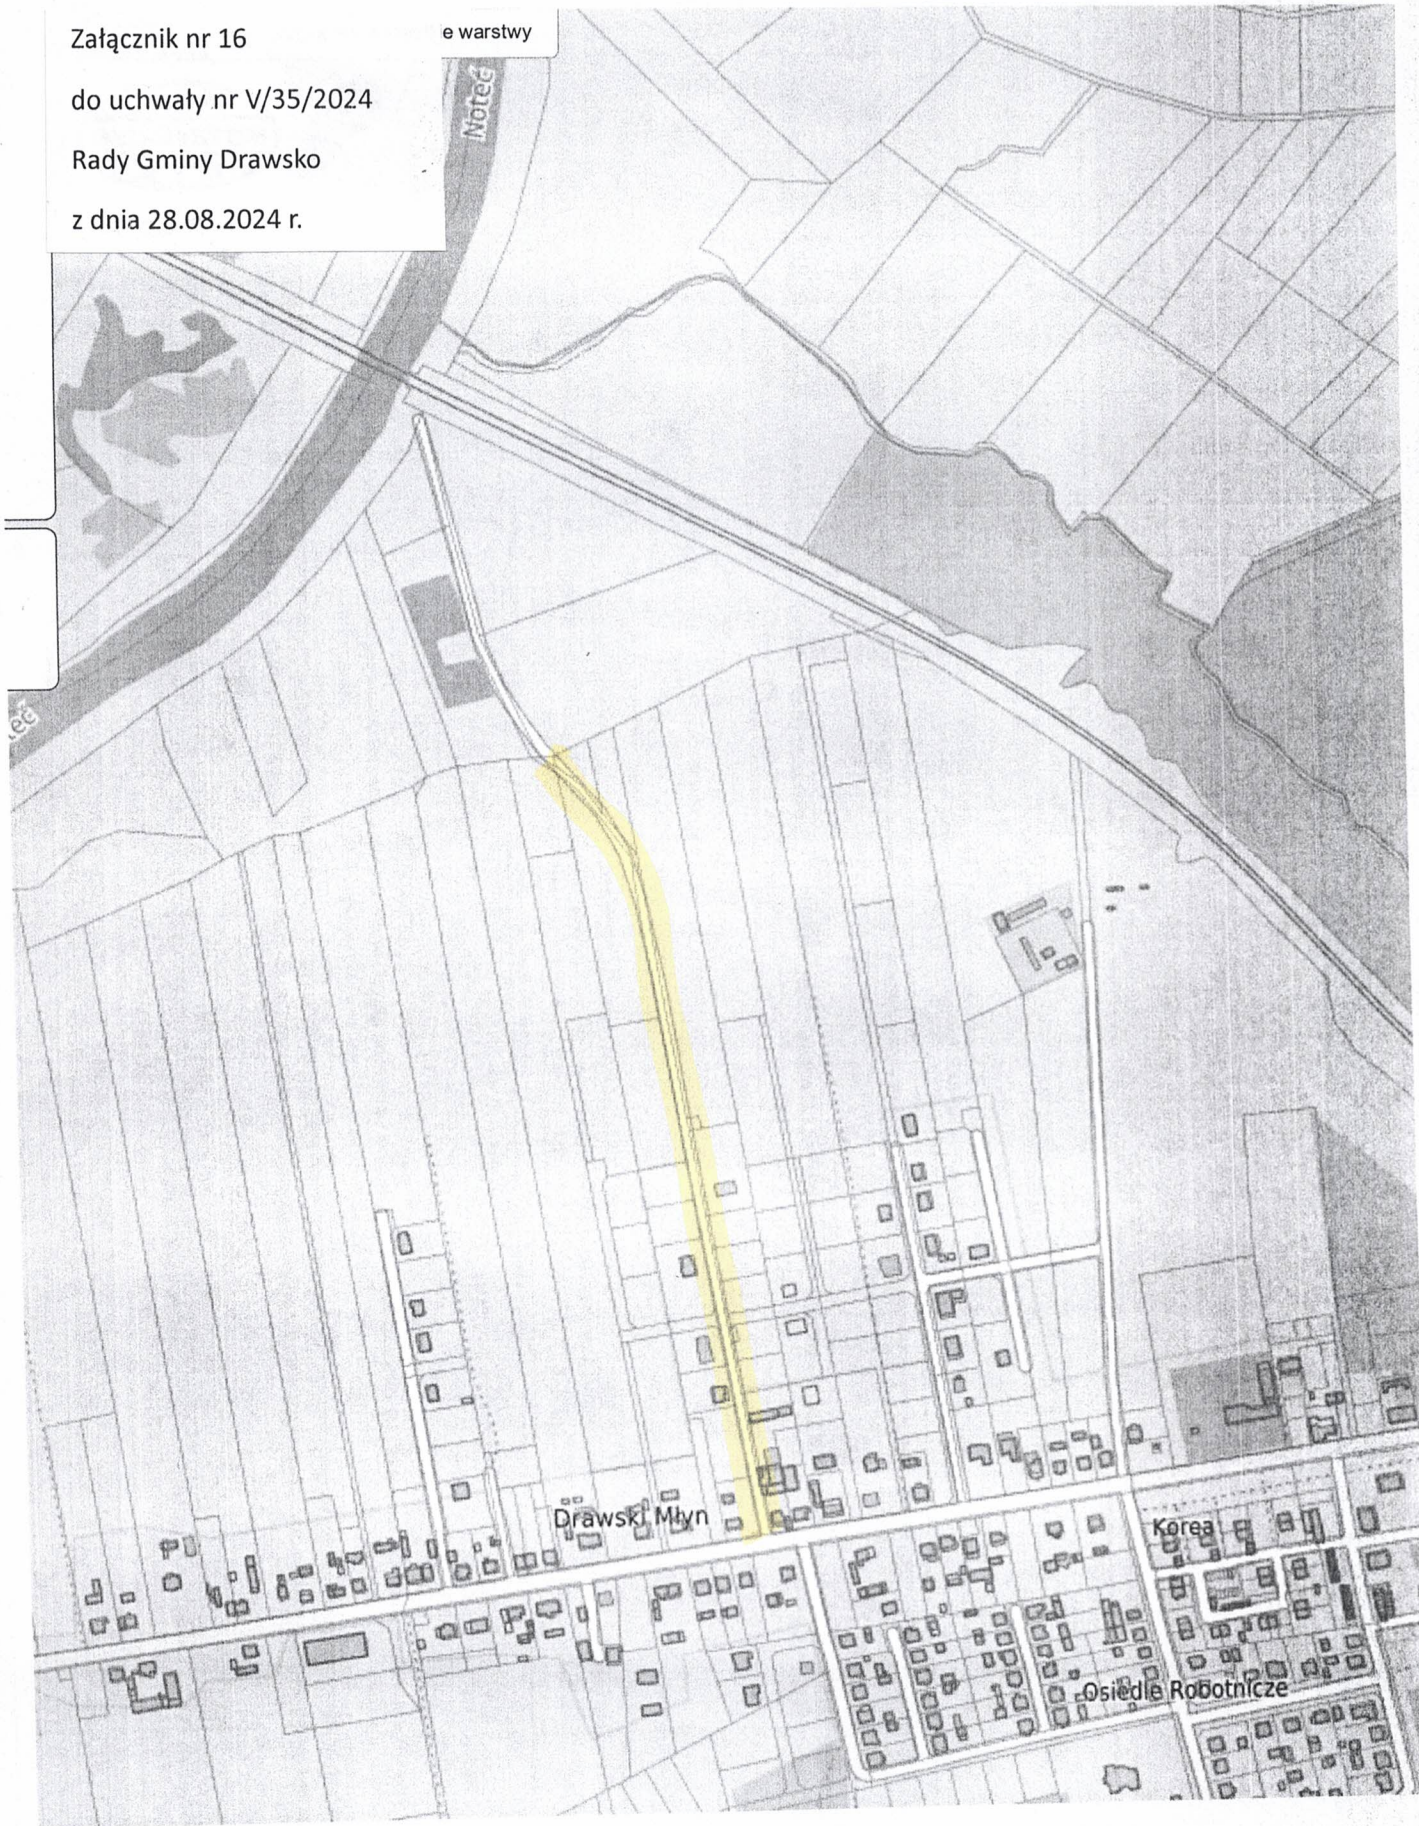 Załącznik nr 16
do uchwały nr V/35/2024
Rady Gminy Drawsko
z dnia 28.08.2024 r.
e warstwy
Noteć
teć
Drawski Młyn
Korea
Osiedle Robotnicze